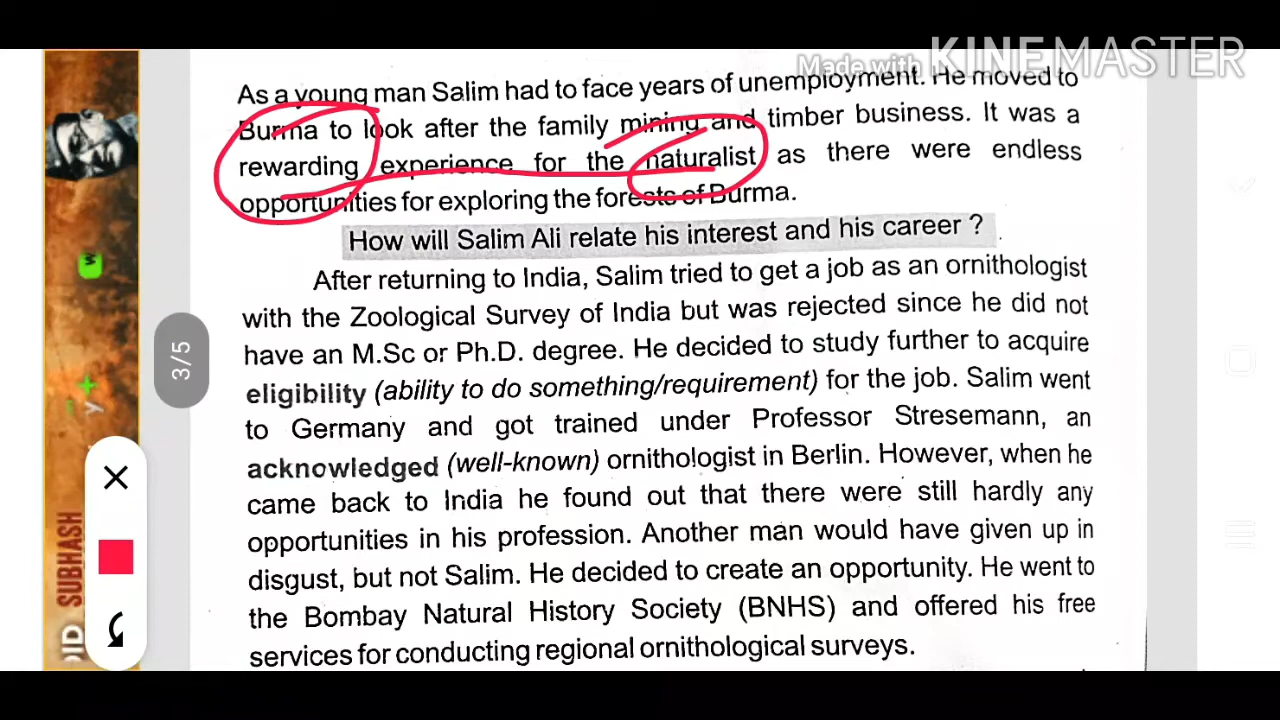 Made with KINEMASTER
As a young man Salim had to face years of unemployment. He moved to
Burma to look after the family mining and timber business. It was a
rewarding experience for the naturalist as there were endless
opportunities for exploring the forests of Burma.
How will Salim Ali relate his interest and his career ?
After returning to India, Salim tried to get a job as an ornithologist
with the Zoological Survey of India but was rejected since he did not
have an M.Sc or Ph.D. degree. He decided to study further to acquire
eligibility (ability to do something/requirement) for the job. Salim went
to Germany and got trained under Professor Stresemann, an
acknowledged (well-known) ornithologist in Berlin. However, when he
came back to India he found out that there were still hardly any
opportunities in his profession. Another man would have given up in
disgust, but not Salim. He decided to create an opportunity. He went to
the Bombay Natural History Society (BNHS) and offered his free
services for conducting regional ornithological surveys.
3/5
SUBHASH